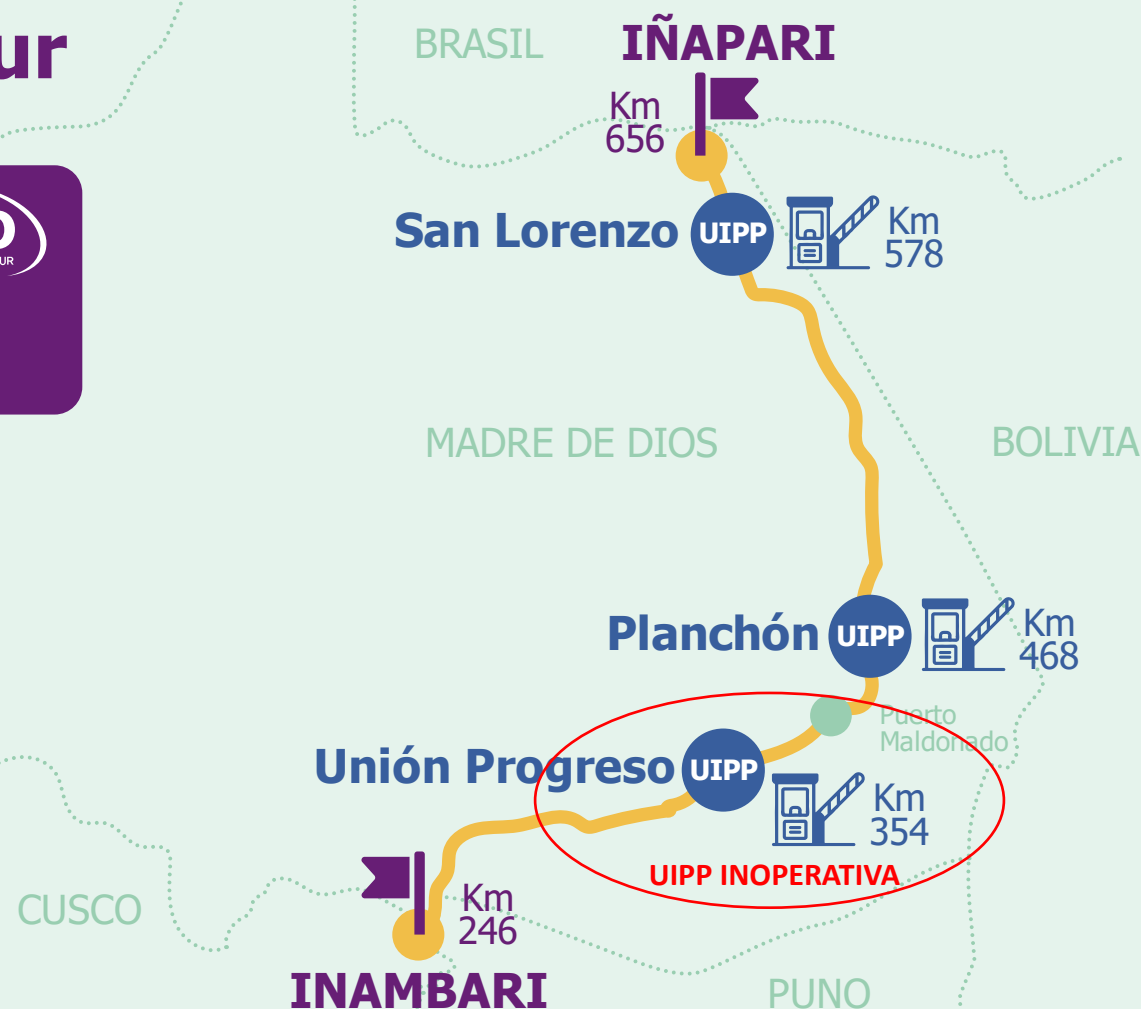 ur
UR
BRASIL
IÑAPARI
Km
656
San Lorenzo
UIPP
Km
578
MADRE DE DIOS
BOLIVIA
Planchón
UIPP
Km
468
Puerto
Maldonado
Unión Progreso
UIPP
Km
354
UIPP INOPERATIVA
CUSCO
Km
246
INAMBARI
PUNO